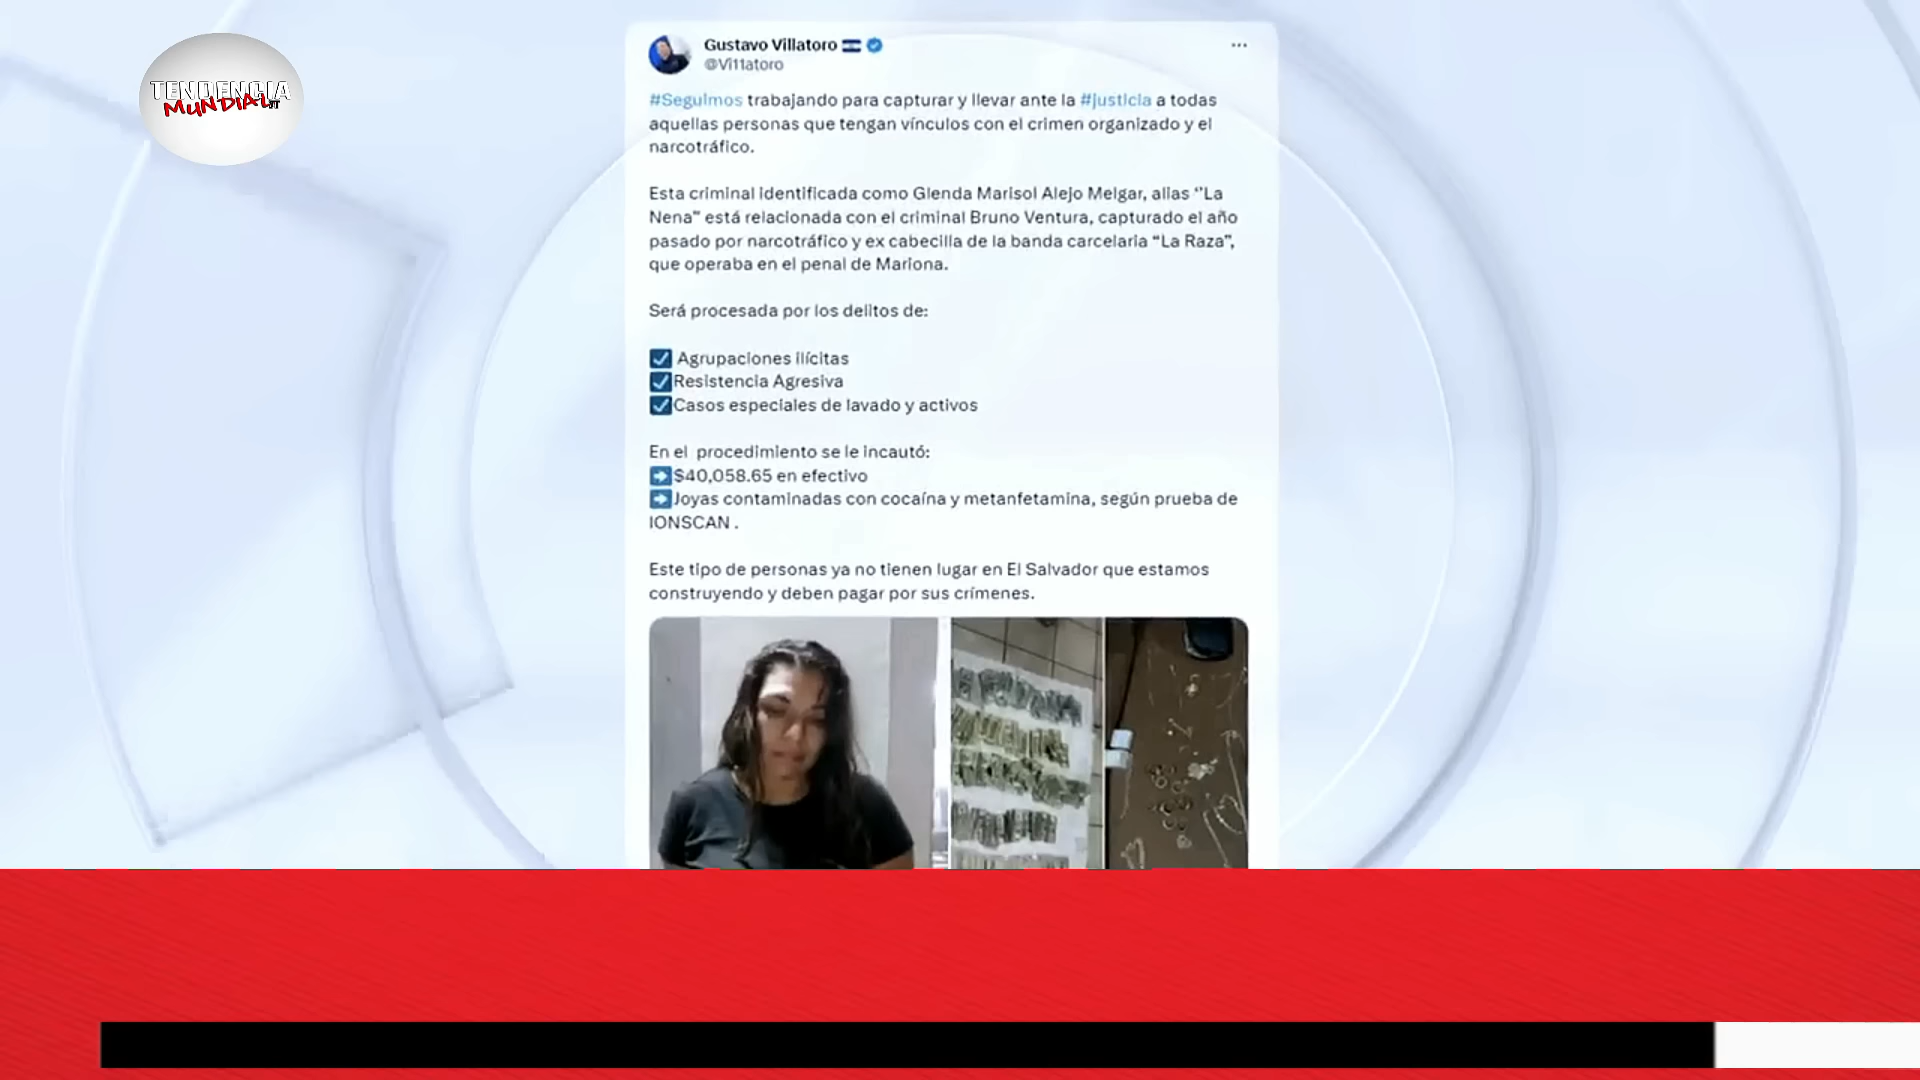 TENDENCIA
MUNDIAL JT
Gustavo Villatoro
@Vi11atoro
#Seguimos trabajando para capturar y llevar ante la #justicia a todas
aquellas personas que tengan vínculos con el crimen organizado y el
narcotráfico.
Esta criminal identificada como Glenda Marisol Alejo Melgar, alias ‘'La
Nena” está relacionada con el criminal Bruno Ventura, capturado el año
pasado por narcotráfico y ex cabecilla de la banda carcelaria “La Raza”,
que operaba en el penal de Mariona.
Será procesada por los delitos de:
Agrupaciones ilícitas
Resistencia Agresiva
Casos especiales de lavado y activos
En el procedimiento se le incautó:
$40,058.65 en efectivo
Joyas contaminadas con cocaína y metanfetamina, según prueba de
IONSCAN .
Este tipo de personas ya no tienen lugar en El Salvador que estamos
construyendo y deben pagar por sus crímenes.